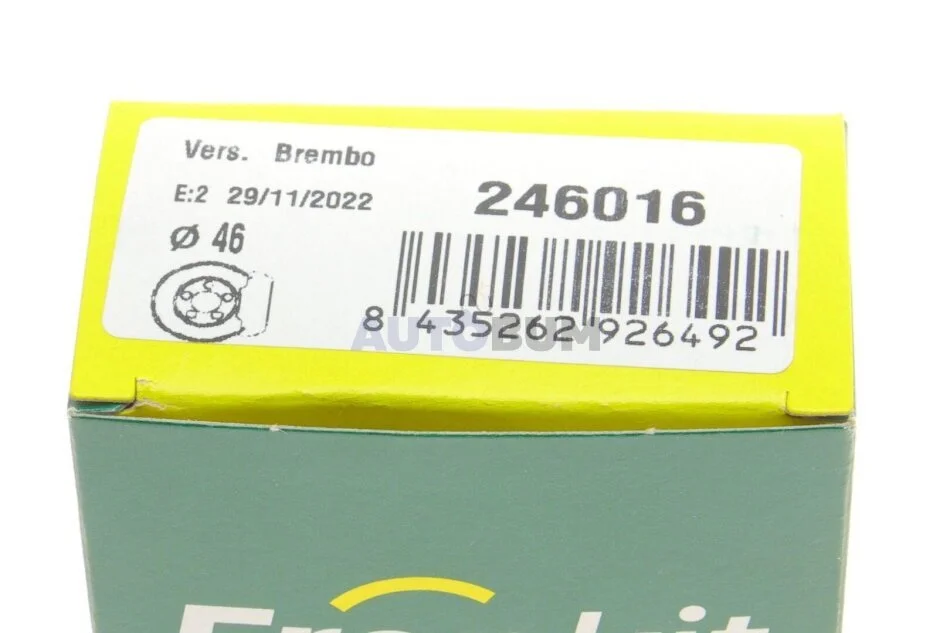 Vers. Brembo
E:2 29/11/2022
246016
Ø 46
8 435262 926492
AUTOBUM